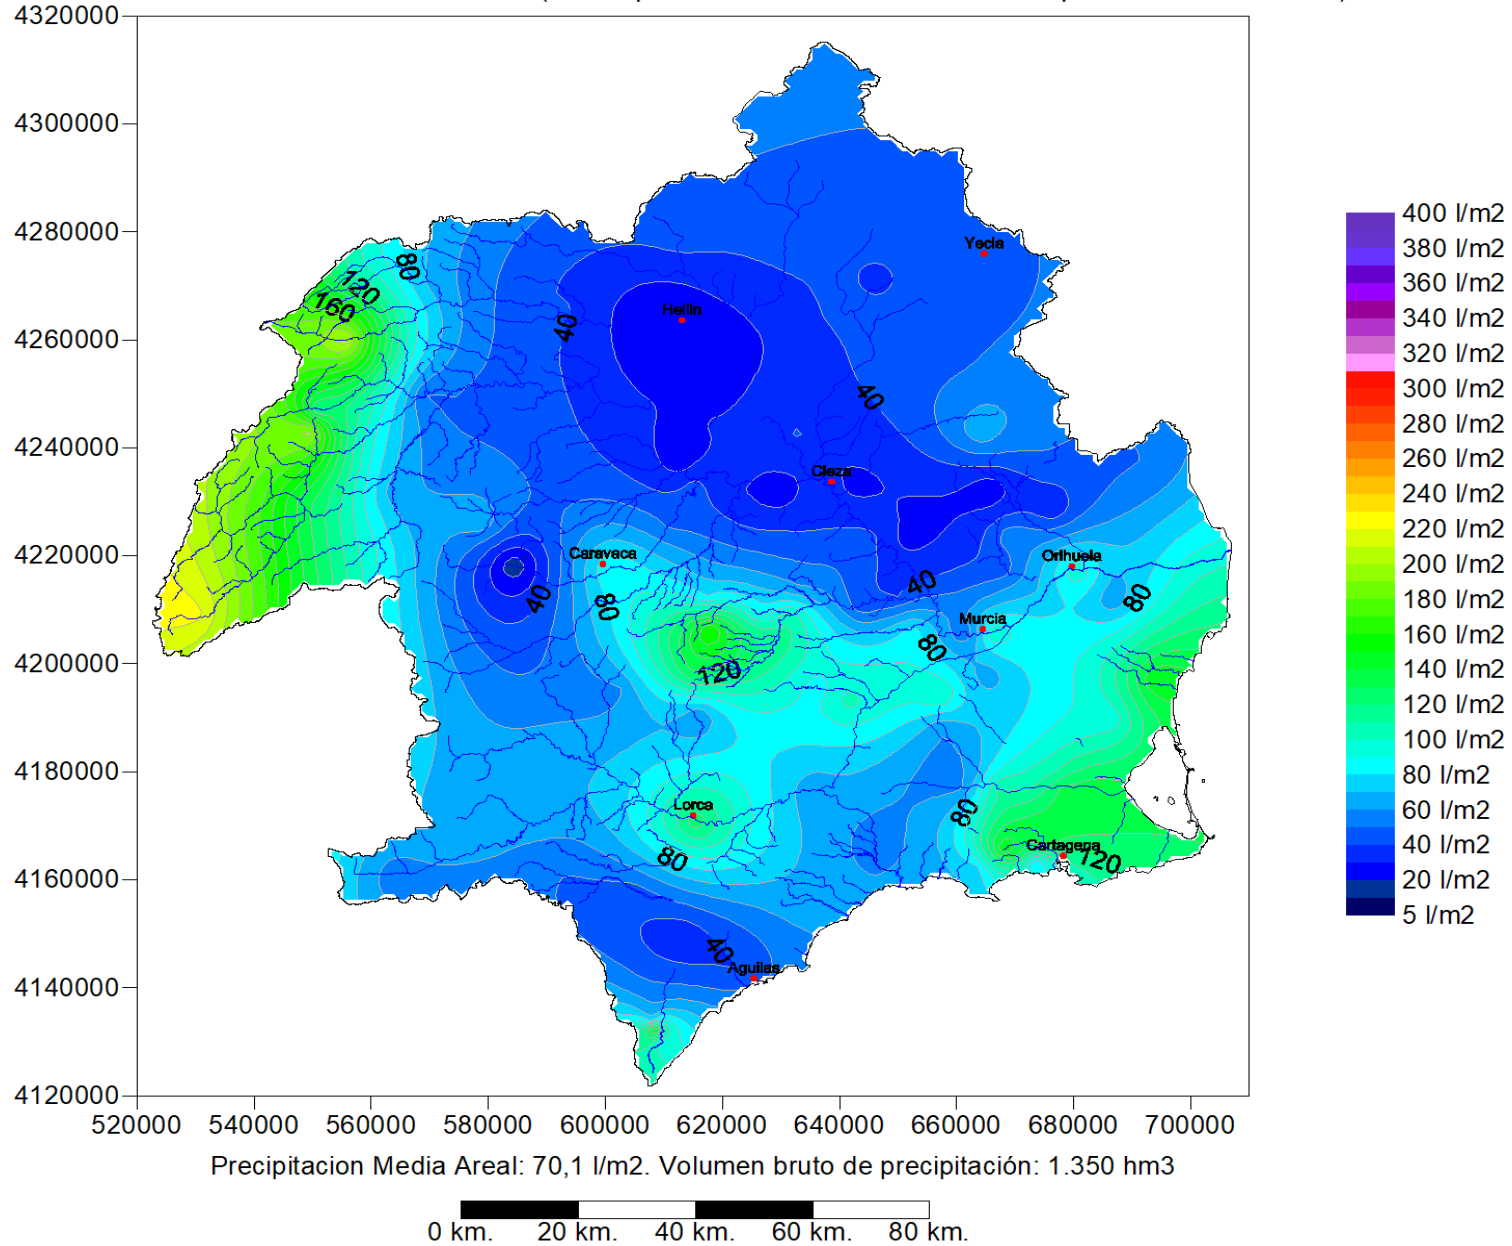 4320000
4300000
4280000
4260000
4240000
4220000
4200000
4180000
4160000
4140000
4120000
520000 540000 560000 580000 600000 620000 640000 660000 680000 700000
Yecla
80
120
160
Hellin
40
40
Cieza
Caravaca
Orihuela
40
40
80
80
Murcia
80
120
Lorca
80
80
Cartagena
120
40
Aguilas
400 l/m2
380 l/m2
360 l/m2
340 l/m2
320 l/m2
300 l/m2
280 l/m2
260 l/m2
240 l/m2
220 l/m2
200 l/m2
180 l/m2
160 l/m2
140 l/m2
120 l/m2
100 l/m2
80 l/m2
60 l/m2
40 l/m2
20 l/m2
5 l/m2
Precipitacion Media Areal: 70,1 l/m2. Volumen bruto de precipitación: 1.350 hm3
0 km. 20 km. 40 km. 60 km. 80 km.